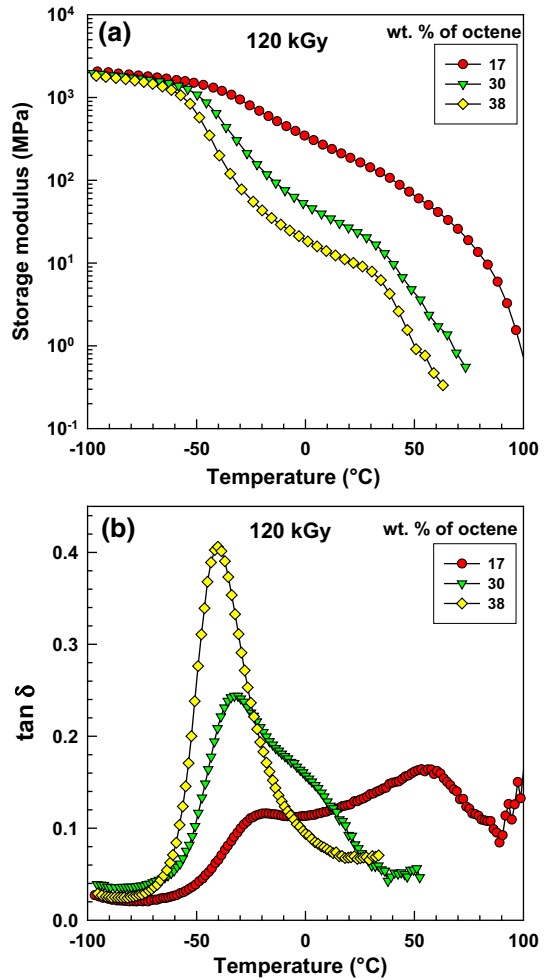 (a)
120 kGy
wt. % of octene
17
30
38
Storage modulus (MPa)
10⁴
10³
10²
10¹
10⁰
10⁻¹
-100
-50
0
50
100
Temperature (°C)
(b)
120 kGy
wt. % of octene
17
30
38
tan δ
0.4
0.3
0.2
0.1
0.0
-100
-50
0
50
100
Temperature (°C)